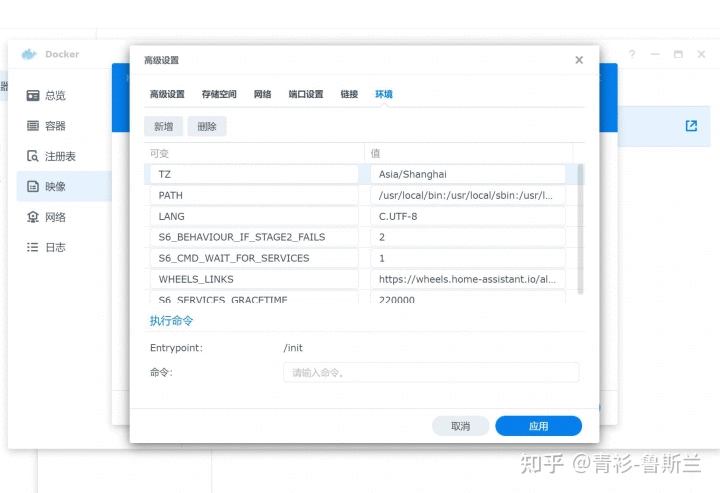 Docker
高级设置
高级设置 存储空间 网络 端口设置 链接 环境
新增 删除
可变 值
TZ Asia/Shanghai
PATH /usr/local/bin:/usr/local/sbin:/usr/l...
LANG C.UTF-8
S6_BEHAVIOUR_IF_STAGE2_FAILS 2
S6_CMD_WAIT_FOR_SERVICES 1
WHEELS_LINKS https://wheels.home-assistant.io/al...
S6_SERVICES_GRACETIME 220000
执行命令
Entrypoint: /init
命令: 请输入命令。
取消 应用
总览
容器
注册表
映像
网络
日志
知乎 @青衫-鲁斯兰